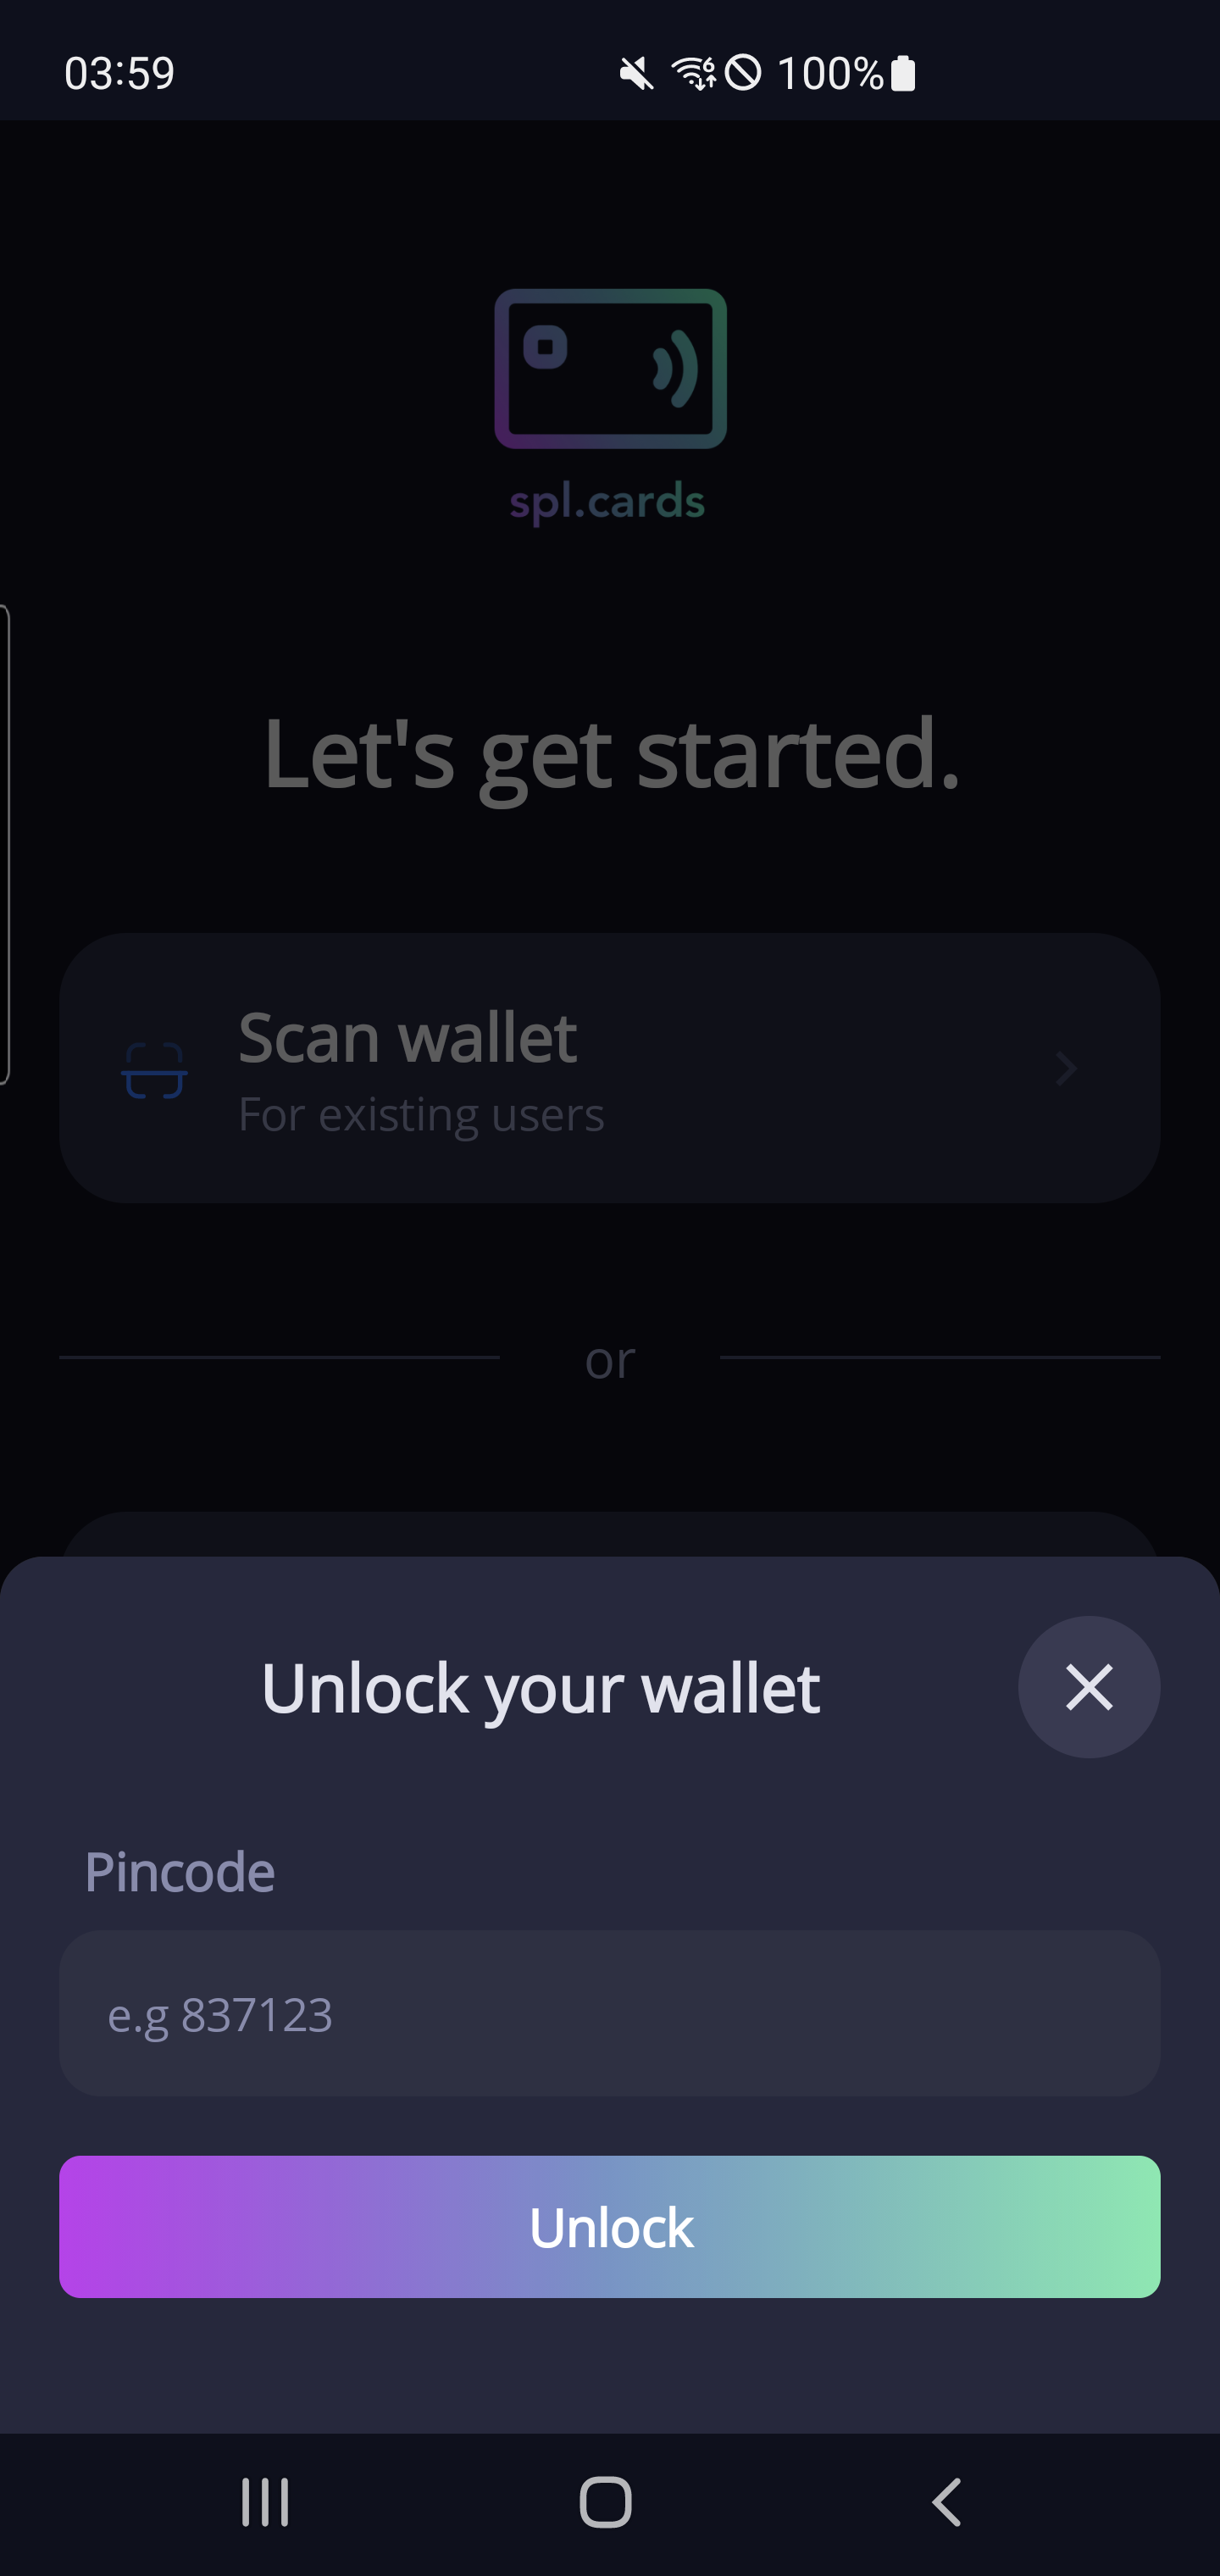 03:59
6 100%
spl.cards
Let's get started.
Scan wallet
For existing users
or
Unlock your wallet
Pincode
e.g 837123
Unlock